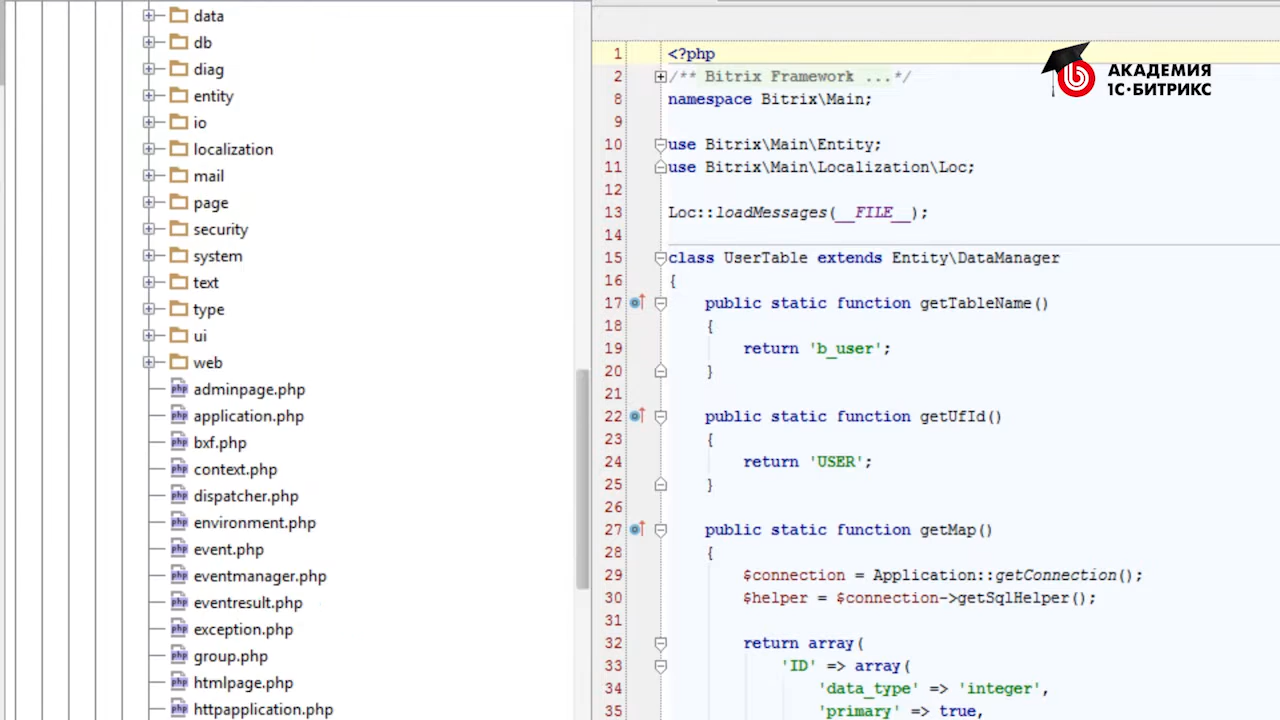 data
db
diag
entity
io
localization
mail
page
security
system
text
type
ui
web
adminpage.php
application.php
bxf.php
context.php
dispatcher.php
environment.php
event.php
eventmanager.php
eventresult.php
exception.php
group.php
htmlpage.php
httpapplication.php
1 <?php
2 /** Bitrix Framework ...*/
8 namespace Bitrix\Main;
9
10 use Bitrix\Main\Entity;
11 use Bitrix\Main\Localization\Loc;
12
13 Loc::loadMessages(__FILE__);
14
15 class UserTable extends Entity\DataManager
16 {
17 public static function getTableName()
18 {
19 return 'b_user';
20 }
21
22 public static function getUfId()
23 {
24 return 'USER';
25 }
26
27 public static function getMap()
28 {
29 $connection = Application::getConnection();
30 $helper = $connection->getSqlHelper();
31
32 return array(
33 'ID' => array(
34 'data_type' => 'integer',
35 'primary' => true,
АКАДЕМИЯ
1С·БИТРИКС